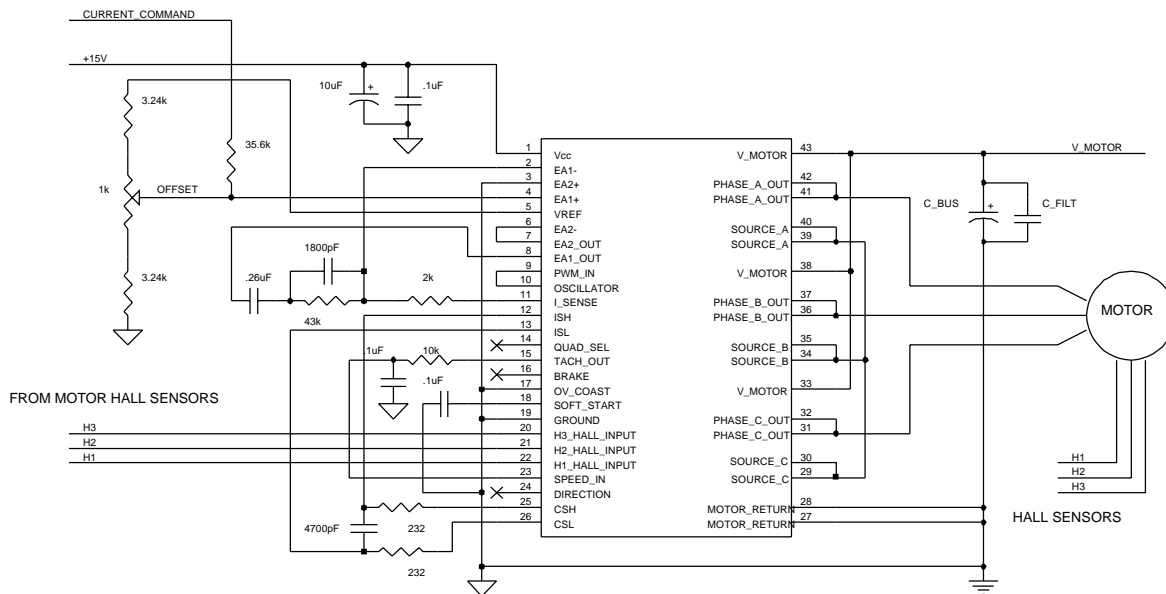 CURRENT_COMMAND
+15V
3.24k
10uF
+
.1uF
35.6k
1k
OFFSET
3.24k
1800pF
.26uF
2k
43k
.1uF
10k
.1uF
FROM MOTOR HALL SENSORS
H3
H2
H1
4700pF
232
232
1 Vcc
2 EA1-
3 EA2+
4 EA1+
5 VREF
6 EA2-
7 EA2_OUT
8 EA1_OUT
9 PWM_IN
10 OSCILLATOR
11 I_SENSE
12 ISH
13 ISL
14 QUAD_SEL
15 TACH_OUT
16 BRAKE
17 OV_COAST
18 SOFT_START
19 GROUND
20 H3_HALL_INPUT
21 H2_HALL_INPUT
22 H1_HALL_INPUT
23 SPEED_IN
24 DIRECTION
25 CSH
26 CSL
V_MOTOR 43
PHASE_A_OUT 42
PHASE_A_OUT 41
SOURCE_A 40
SOURCE_A 39
V_MOTOR 38
PHASE_B_OUT 37
PHASE_B_OUT 36
SOURCE_B 35
SOURCE_B 34
V_MOTOR 33
PHASE_C_OUT 32
PHASE_C_OUT 31
SOURCE_C 30
SOURCE_C 29
MOTOR_RETURN 28
MOTOR_RETURN 27
V_MOTOR
C_BUS
+
C_FILT
MOTOR
H1
H2
H3
HALL SENSORS